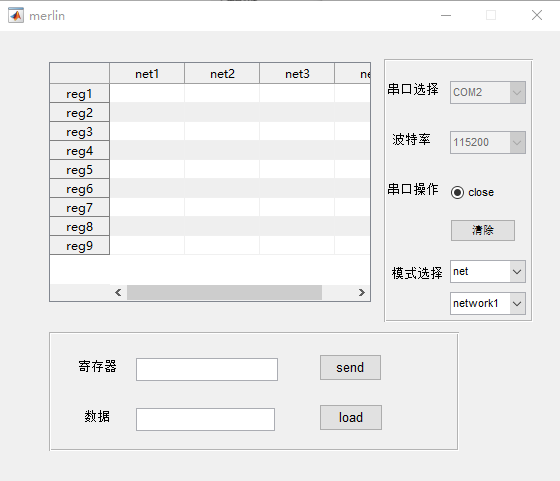 merlin
net1 net2 net3 ne
reg1
reg2
reg3
reg4
reg5
reg6
reg7
reg8
reg9
串口选择 COM2
波特率 115200
串口操作 close
清除
模式选择 net
network1
寄存器 send
数据 load